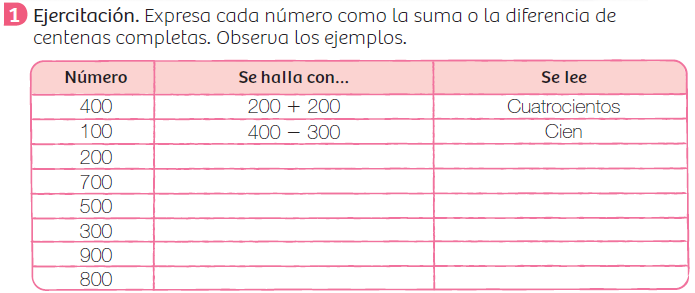 1 Ejercitación. Expresa cada número como la suma o la diferencia de
centenas completas. Observa los ejemplos.
Número Se halla con... Se lee
400 200 + 200 Cuatrocientos
100 400 − 300 Cien
200
700
500
300
900
800